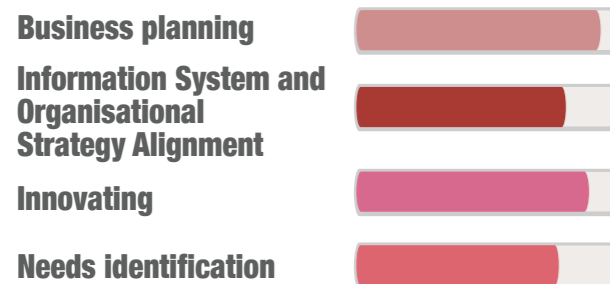 Business planning
Information System and
Organisational
Strategy Alignment
Innovating
Needs identification